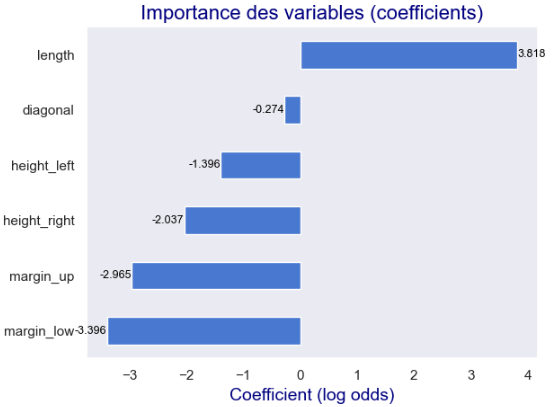 Importance des variables (coefficients)
length 3.818
diagonal -0.274
height_left -1.396
height_right -2.037
margin_up -2.965
margin_low -3.396
−3 −2 −1 0 1 2 3 4
Coefficient (log odds)